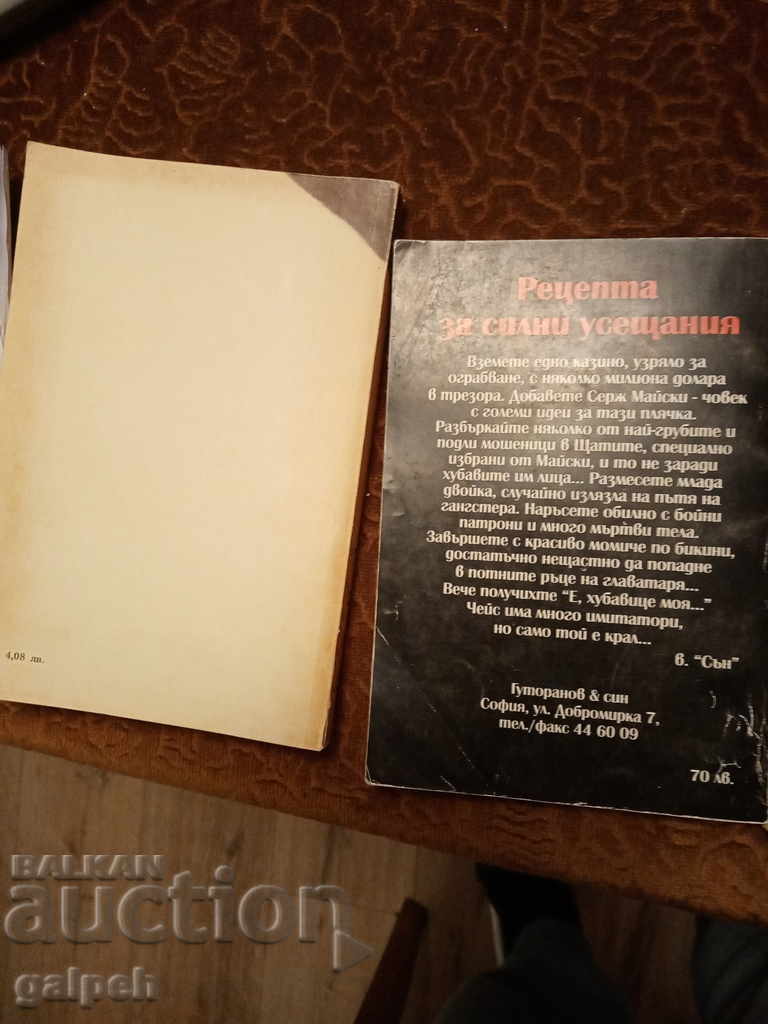 4,08 лв.
Рецепта
за силни усещания
Вземете едно казино, узряло за
ограбване, с няколко милиона долара
в трезора. Добавете Серж Майски - човек
с големи идеи за тази плячка.
Разбъркайте няколко от най-грубите и
подли мошеници в Щатите, специално
избрани от Майски, и то не заради
хубавите им лица... Размесете млада
двойка, случайно излязла на пътя на
гангстера. Наръсете обилно с бойни
патрони и много мъртви тела.
Завършете с красиво момиче по бикини,
достатъчно нещастно да попадне
в потните ръце на главатаря...
Вече получихте "Е, хубавице моя..."
Чейс има много имитатори,
но само той е крал...
в. "Сън"
Гуторанов & син
София, ул. Добромирка 7,
тел./факс 44 60 09
70 лв.
BALKAN
auction
galpeh